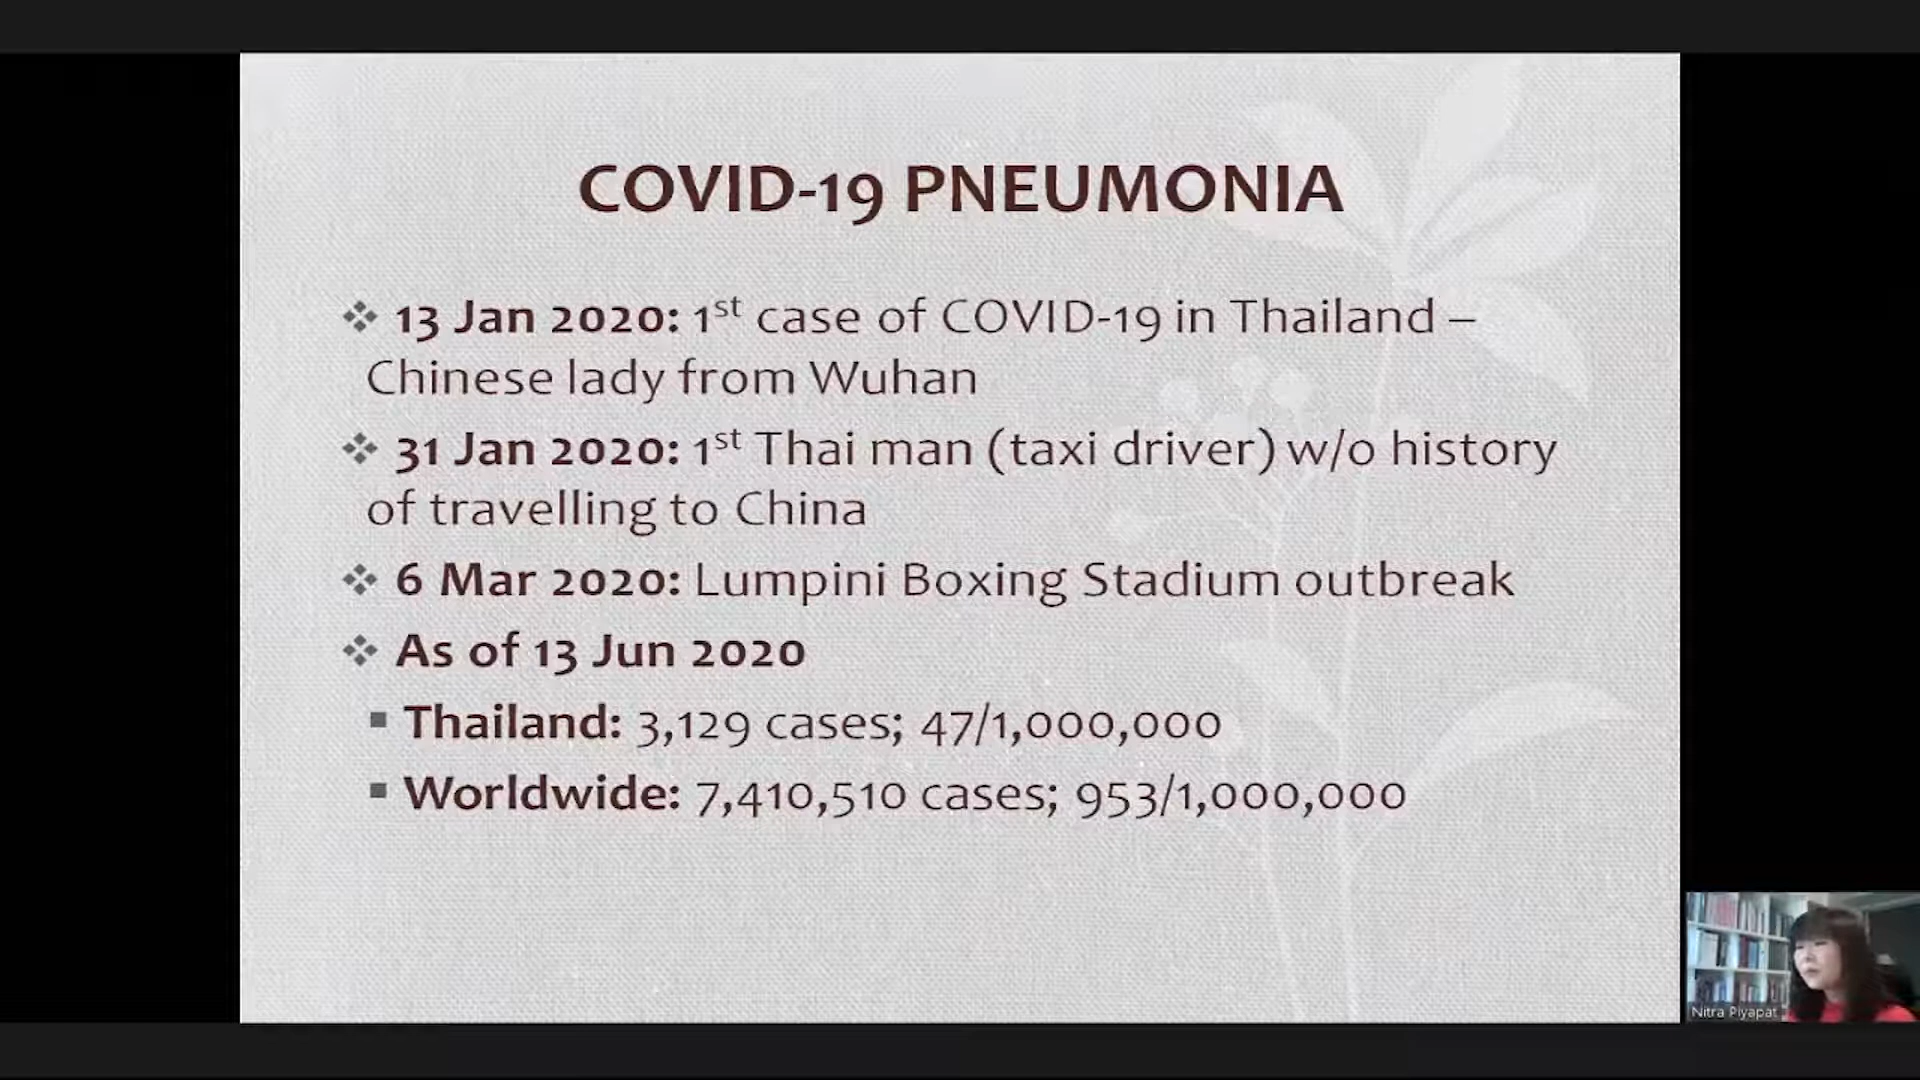 COVID-19 PNEUMONIA
❖ 13 Jan 2020: 1st case of COVID-19 in Thailand –
Chinese lady from Wuhan
❖ 31 Jan 2020: 1st Thai man (taxi driver) w/o history
of travelling to China
❖ 6 Mar 2020: Lumpini Boxing Stadium outbreak
❖ As of 13 Jun 2020
▪ Thailand: 3,129 cases; 47/1,000,000
▪ Worldwide: 7,410,510 cases; 953/1,000,000
Nitra Piyapat